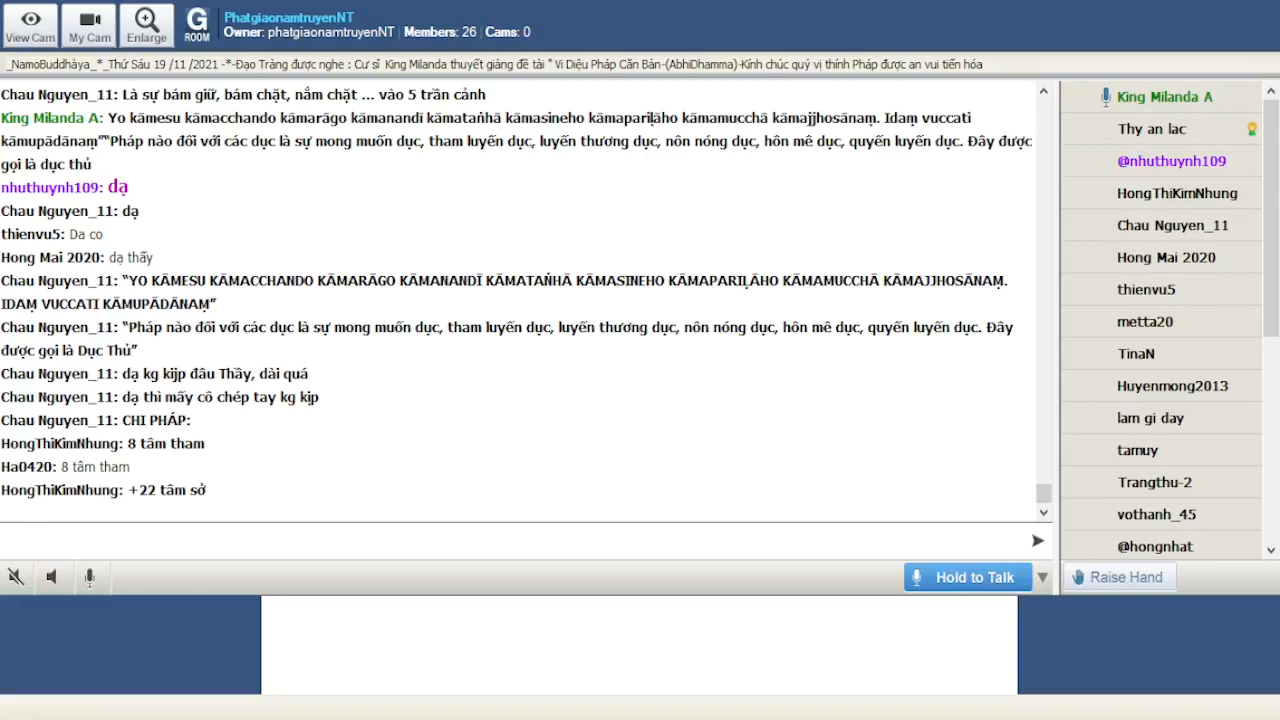 View Cam
My Cam
Enlarge
G
ROOM
PhatgiaonamtruyenNT
Owner: phatgiaonamtruyenNT | Members: 26 | Cams: 0
_NamoBuddhàya_*_Thứ Sáu 19 /11 /2021 -*-Đạo Tràng được nghe : Cư sĩ  King Milanda thuyết giảng đề tài " Vi Diệu Pháp Căn Bản-(AbhiDhamma)-Kính chúc quý vị thính Pháp được an vui tiến hóa
Chau Nguyen_11: Là sự bám giữ, bám chặt, nắm chặt ... vào 5 trần cảnh
King Milanda A: Yo kāmesu kāmacchando kāmarāgo kāmanandi kāmataṅhā kāmasineho kāmapariḷāho kāmamucchā kāmajjhosānaṃ. Idaṃ vuccati
kāmupādānaṃ”“Pháp nào đối với các dục là sự mong muốn dục, tham luyến dục, luyến thương dục, nôn nóng dục, hôn mê dục, quyến luyến dục. Đây được
gọi là dục thủ
nhuthuynh109: dạ
Chau Nguyen_11: dạ
thienvu5: Da co
Hong Mai 2020: dạ thầy
Chau Nguyen_11: “YO KĀMESU KĀMACCHANDO KĀMARĀGO KĀMANANDĪ KĀMATAṄHĀ KĀMASINEHO KĀMAPARIḶĀHO KĀMAMUCCHĀ KĀMAJJHOSĀNAṂ.
IDAṂ VUCCATI KĀMUPĀDĀNAṂ”
Chau Nguyen_11: “Pháp nào đối với các dục là sự mong muốn dục, tham luyến dục, luyến thương dục, nôn nóng dục, hôn mê dục, quyến luyến dục. Đây
được gọi là Dục Thủ”
Chau Nguyen_11: dạ kg kijp đâu Thầy, dài quá
Chau Nguyen_11: dạ thì mấy cô chép tay kg kịp
Chau Nguyen_11: CHI PHÁP:
HongThiKimNhung: 8 tâm tham
Ha0420: 8 tâm tham
HongThiKimNhung: +22 tâm sở
Hold to Talk
King Milanda A
Thy an lac
@nhuthuynh109
HongThiKimNhung
Chau Nguyen_11
Hong Mai 2020
thienvu5
metta20
TinaN
Huyenmong2013
lam gi day
tamuy
Trangthu-2
vothanh_45
@hongnhat
Raise Hand